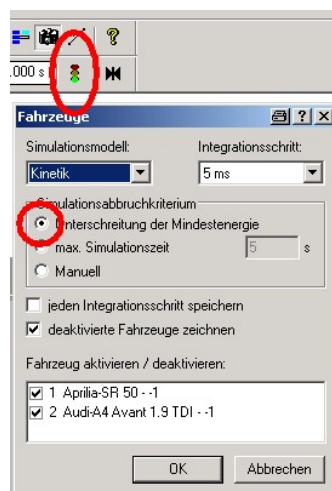 .000 s
Fahrzeuge
Simulationsmodell: Integrationsschritt:
Kinetik 5 ms
Simulationsabbruchkriterium
Unterschreitung der Mindestenergie
max. Simulationszeit 5 s
Manuell
jeden Integrationsschritt speichern
deaktivierte Fahrzeuge zeichnen
Fahrzeug aktivieren / deaktivieren:
1 Aprilia-SR 50 - -1
2 Audi-A4 Avant 1.9 TDI - -1
OK Abbrechen